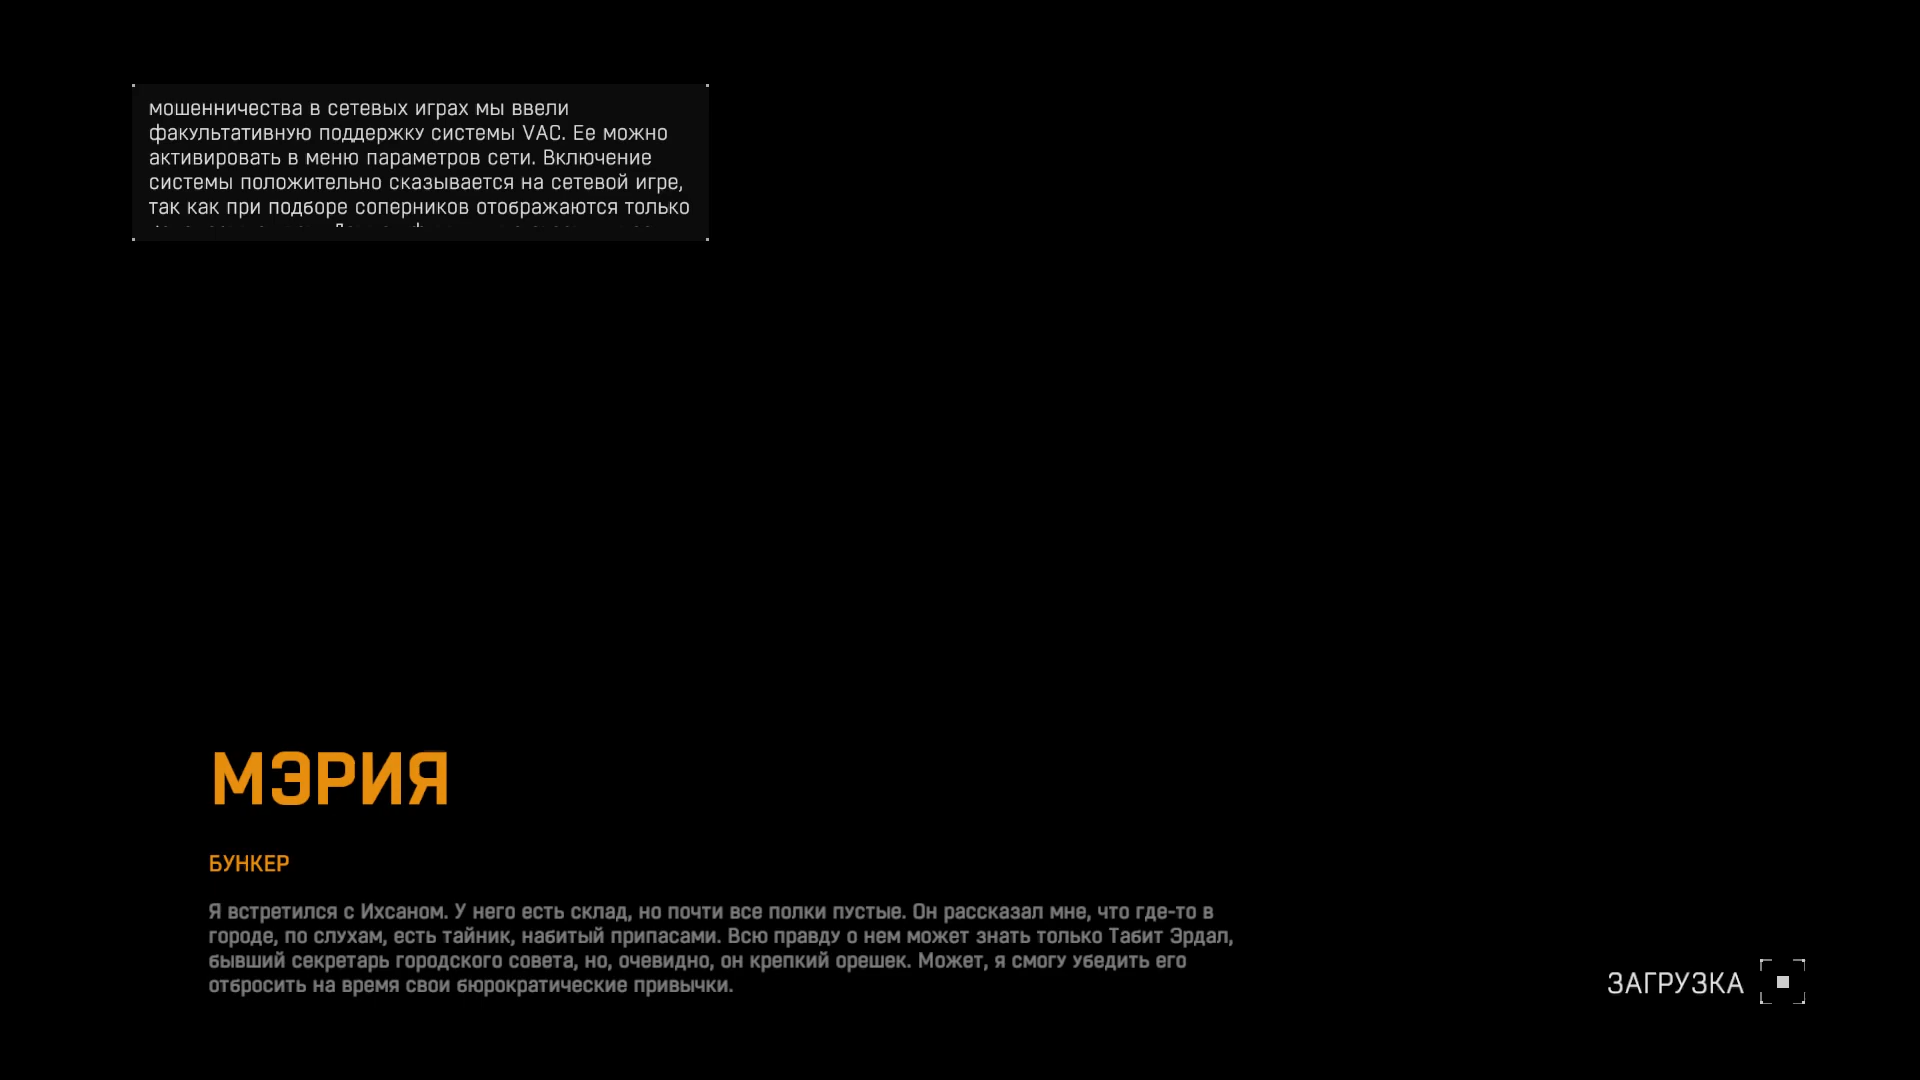 мошенничества в сетевых играх мы ввели
факультативную поддержку системы VAC. Ее можно
активировать в меню параметров сети. Включение
системы положительно сказывается на сетевой игре,
так как при подборе соперников отображаются только
МЭРИЯ
БУНКЕР
Я встретился с Ихсаном. У него есть склад, но почти все полки пустые. Он рассказал мне, что где-то в
городе, по слухам, есть тайник, набитый припасами. Всю правду о нем может знать только Табит Эрдал,
бывший секретарь городского совета, но, очевидно, он крепкий орешек. Может, я смогу убедить его
отбросить на время свои бюрократические привычки.
ЗАГРУЗКА